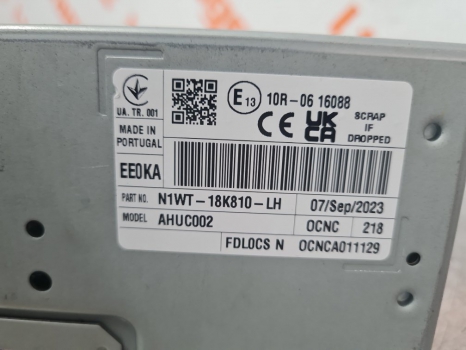 UA. TR. 001
E 13 10R-06 16088
CE UK CA
SCRAP
IF
DROPPED
MADE IN
PORTUGAL
EE0KA
PART NO. N1WT-18K810-LH 07/Sep/2023
MODEL AHUC002 OCNC 218
FDLOCS N OCNCA011129